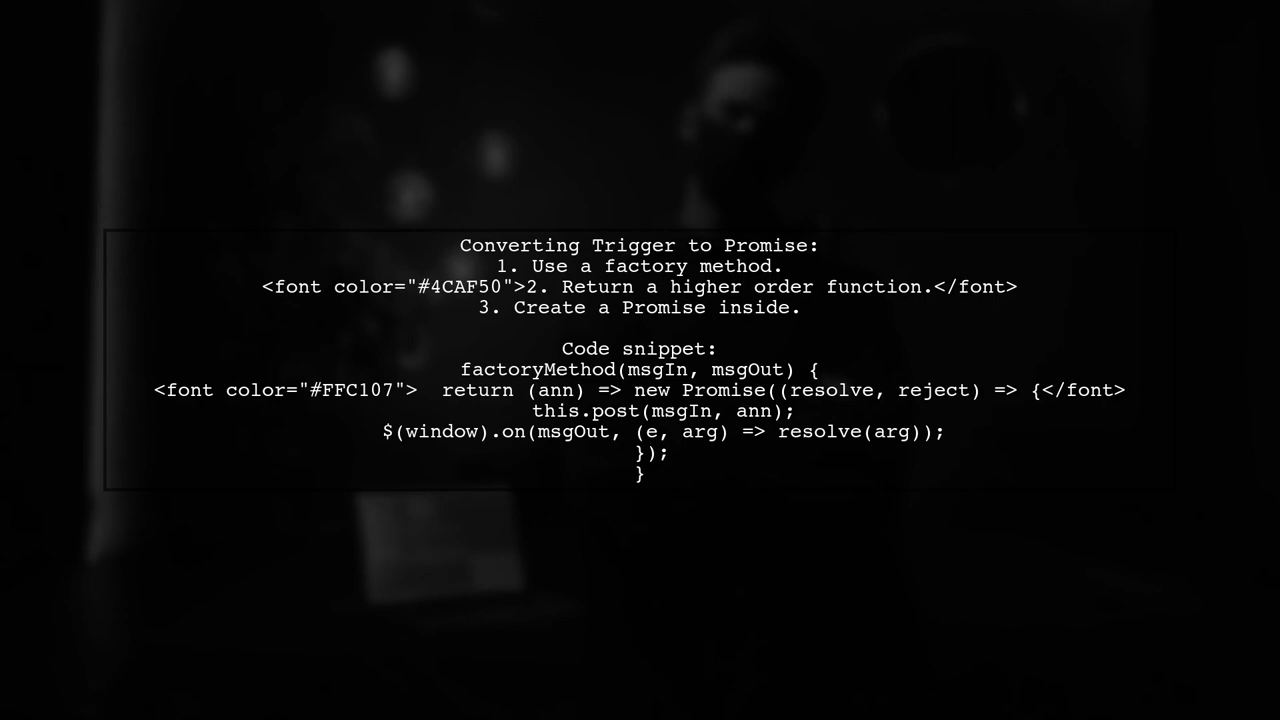 Converting Trigger to Promise:
1. Use a factory method.
<font color="#4CAF50">2. Return a higher order function.</font>
3. Create a Promise inside.
Code snippet:
factoryMethod(msgIn, msgOut) {
<font color="#FFC107">  return (ann) => new Promise((resolve, reject) => {</font>
this.post(msgIn, ann);
$(window).on(msgOut, (e, arg) => resolve(arg));
});
}